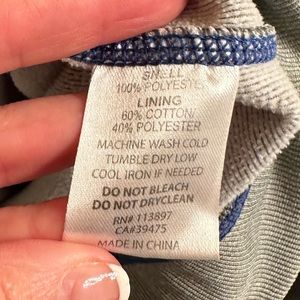 SHELL
100% POLYESTER
LINING
60% COTTON/
40% POLYESTER
MACHINE WASH COLD
TUMBLE DRY LOW
COOL IRON IF NEEDED
DO NOT BLEACH
DO NOT DRYCLEAN
RN# 113897
CA#39475
MADE IN CHINA